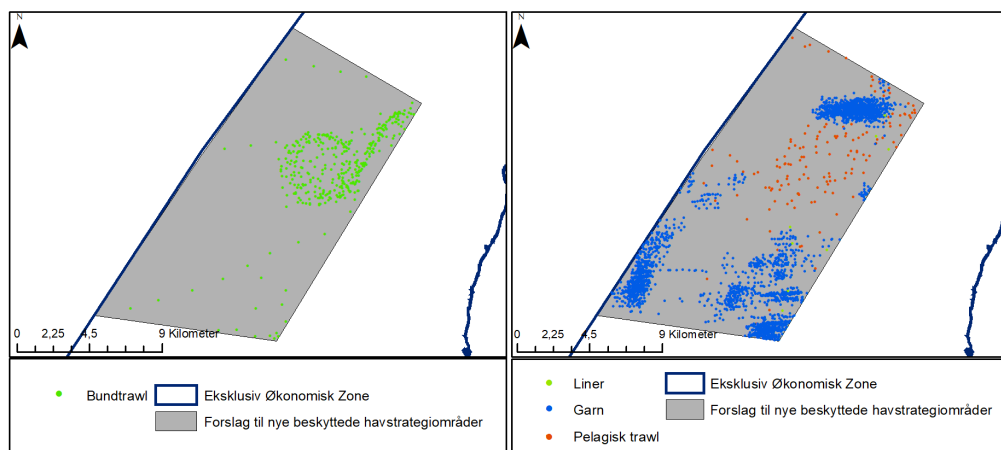 N
0 2,25 4,5 9 Kilometer
Bundtrawl
Eksklusiv Økonomisk Zone
Forslag til nye beskyttede havstrategiområder
N
0 2,25 4,5 9 Kilometer
Liner
Garn
Pelagisk trawl
Eksklusiv Økonomisk Zone
Forslag til nye beskyttede havstrategiområder